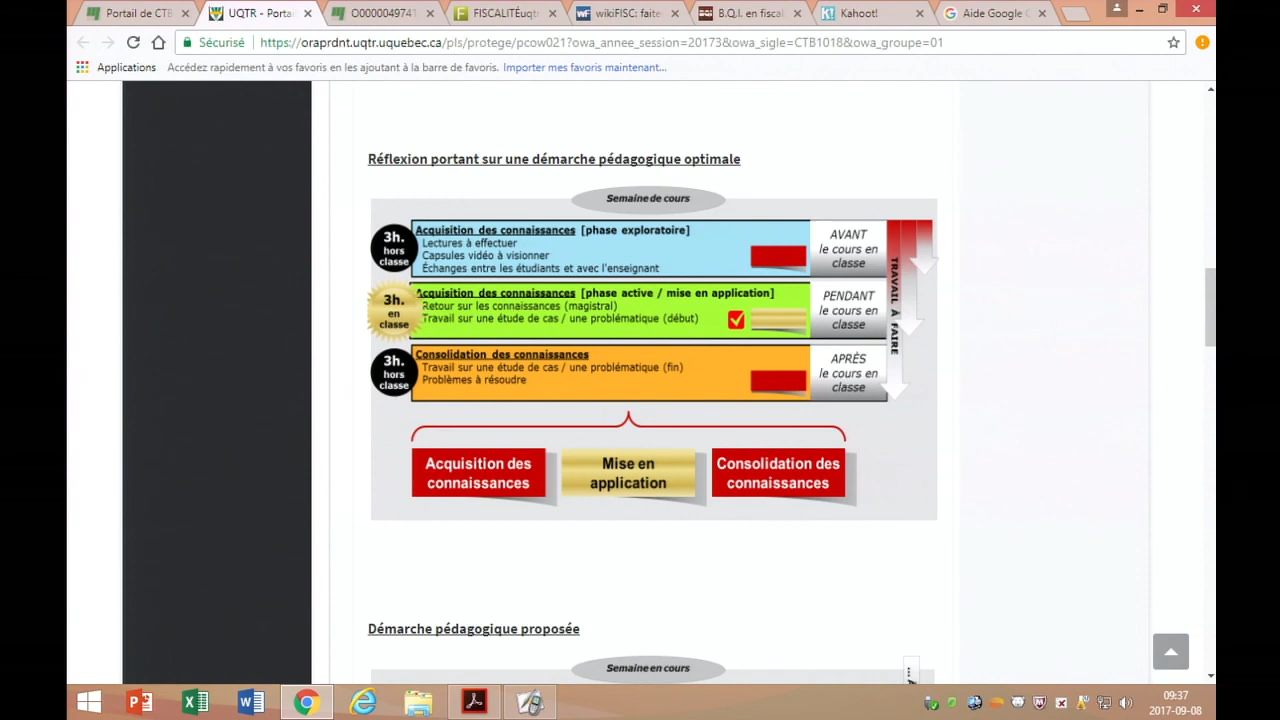 Portail de CTB
UQTR - Porta
O0000049741
FISCALITÉuqt
wikiFISC: faite
B.Q.I. en fiscal
Kahoot!
Aide Google
Sécurisé
https://oraprdnt.uqtr.uquebec.ca/pls/protege/pcow021?owa_annee_session=20173&owa_sigle=CTB1018&owa_groupe=01
Applications
Accédez rapidement à vos favoris en les ajoutant à la barre de favoris. Importer mes favoris maintenant...
Réflexion portant sur une démarche pédagogique optimale
Semaine de cours
3h.
hors
classe
Acquisition des connaissances [phase exploratoire]
Lectures à effectuer
Capsules vidéo à visionner
Échanges entre les étudiants et avec l'enseignant
AVANT
le cours en
classe
3h.
en
classe
Acquisition des connaissances [phase active / mise en application]
Retour sur les connaissances (magistral)
Travail sur une étude de cas / une problématique (début)
PENDANT
le cours en
classe
3h.
hors
classe
Consolidation des connaissances
Travail sur une étude de cas / une problématique (fin)
Problèmes à résoudre
APRÈS
le cours en
classe
TRAVAIL À FAIRE
Acquisition des
connaissances
Mise en
application
Consolidation des
connaissances
Démarche pédagogique proposée
Semaine en cours
09:37
2017-09-08